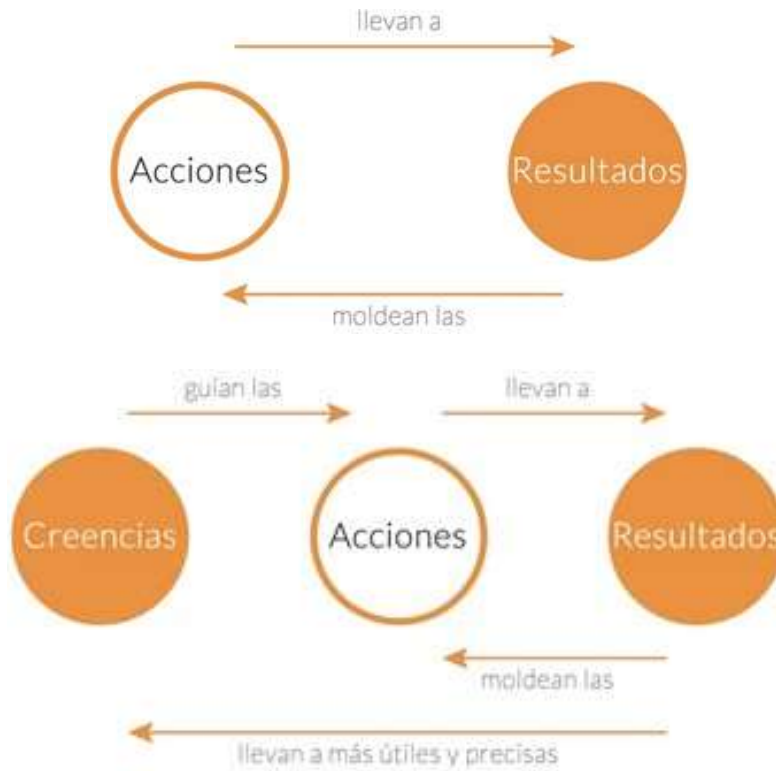 llevan a
Acciones
Resultados
moldean las
guían las
llevan a
Creencias
Acciones
Resultados
moldean las
llevan a más útiles y precisas